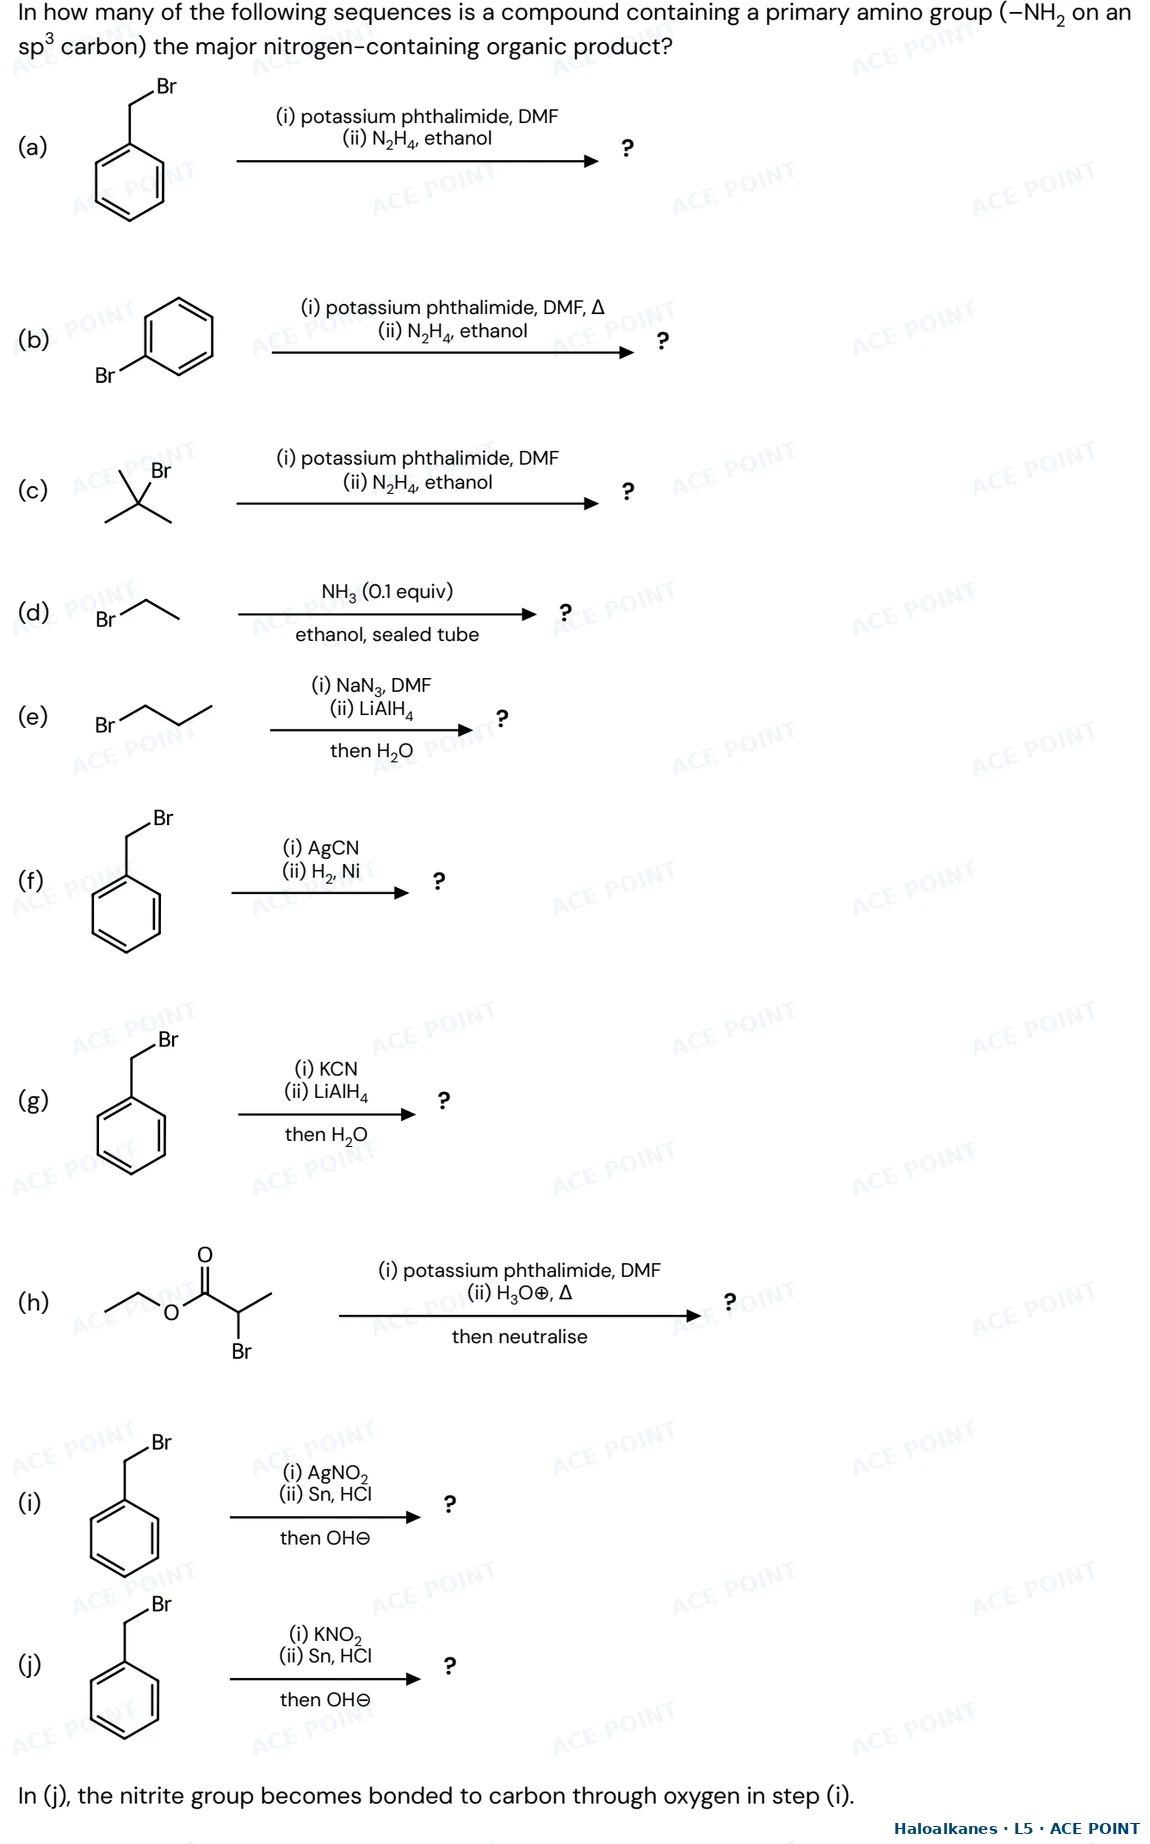 In how many of the following sequences is a compound containing a primary amino group (–NH₂ on an
sp³ carbon) the major nitrogen-containing organic product?
(a)
Br
(i) potassium phthalimide, DMF
(ii) N₂H₄, ethanol
?
(b)
Br
(i) potassium phthalimide, DMF, Δ
(ii) N₂H₄, ethanol
?
(c)
Br
(i) potassium phthalimide, DMF
(ii) N₂H₄, ethanol
?
(d)
Br
NH₃ (0.1 equiv)
ethanol, sealed tube
?
(e)
Br
(i) NaN₃, DMF
(ii) LiAlH₄
then H₂O
?
(f)
Br
(i) AgCN
(ii) H₂, Ni
?
(g)
Br
(i) KCN
(ii) LiAlH₄
then H₂O
?
(h)
O
O
Br
(i) potassium phthalimide, DMF
(ii) H₃O⊕, Δ
then neutralise
?
(i)
Br
(i) AgNO₂
(ii) Sn, HCl
then OH⊖
?
(j)
Br
(i) KNO₂
(ii) Sn, HCl
then OH⊖
?
In (j), the nitrite group becomes bonded to carbon through oxygen in step (i).
Haloalkanes · L5 · ACE POINT